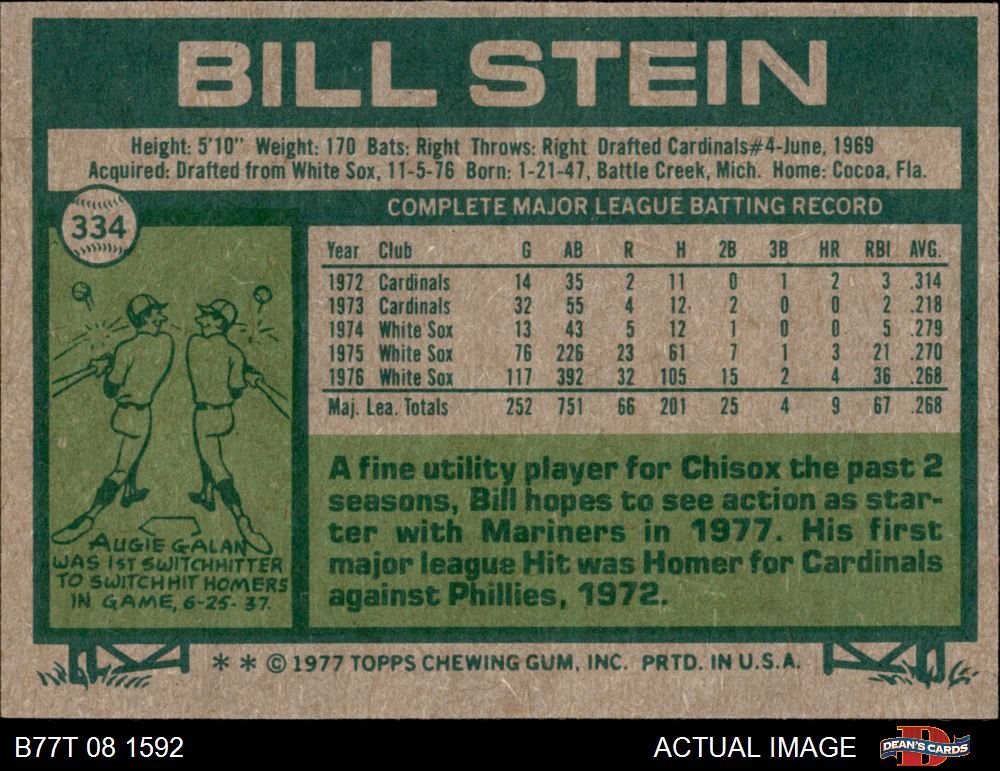 BILL STEIN
Height: 5'10" Weight: 170 Bats: Right Throws: Right Drafted Cardinals#4-June, 1969
Acquired: Drafted from White Sox, 11-5-76 Born: 1-21-47, Battle Creek, Mich. Home: Cocoa, Fla.
334
COMPLETE MAJOR LEAGUE BATTING RECORD
Year Club G AB R H 2B 3B HR RBI AVG.
1972 Cardinals 14 35 2 11 0 1 2 3 .314
1973 Cardinals 32 55 4 12 2 0 0 2 .218
1974 White Sox 13 43 5 12 1 0 0 5 .279
1975 White Sox 76 226 23 61 7 1 3 21 .270
1976 White Sox 117 392 32 105 15 2 4 36 .268
Maj. Lea. Totals 252 751 66 201 25 4 9 67 .268
A fine utility player for Chisox the past 2
seasons, Bill hopes to see action as star-
ter with Mariners in 1977. His first
major league Hit was Homer for Cardinals
against Phillies, 1972.
AUGIE GALAN
WAS 1ST SWITCHHITTER
TO SWITCHHIT HOMERS
IN GAME, 6-25-37.
* * © 1977 TOPPS CHEWING GUM, INC. PRTD. IN U.S.A.
B77T 08 1592
ACTUAL IMAGE
DEAN'S CARDS